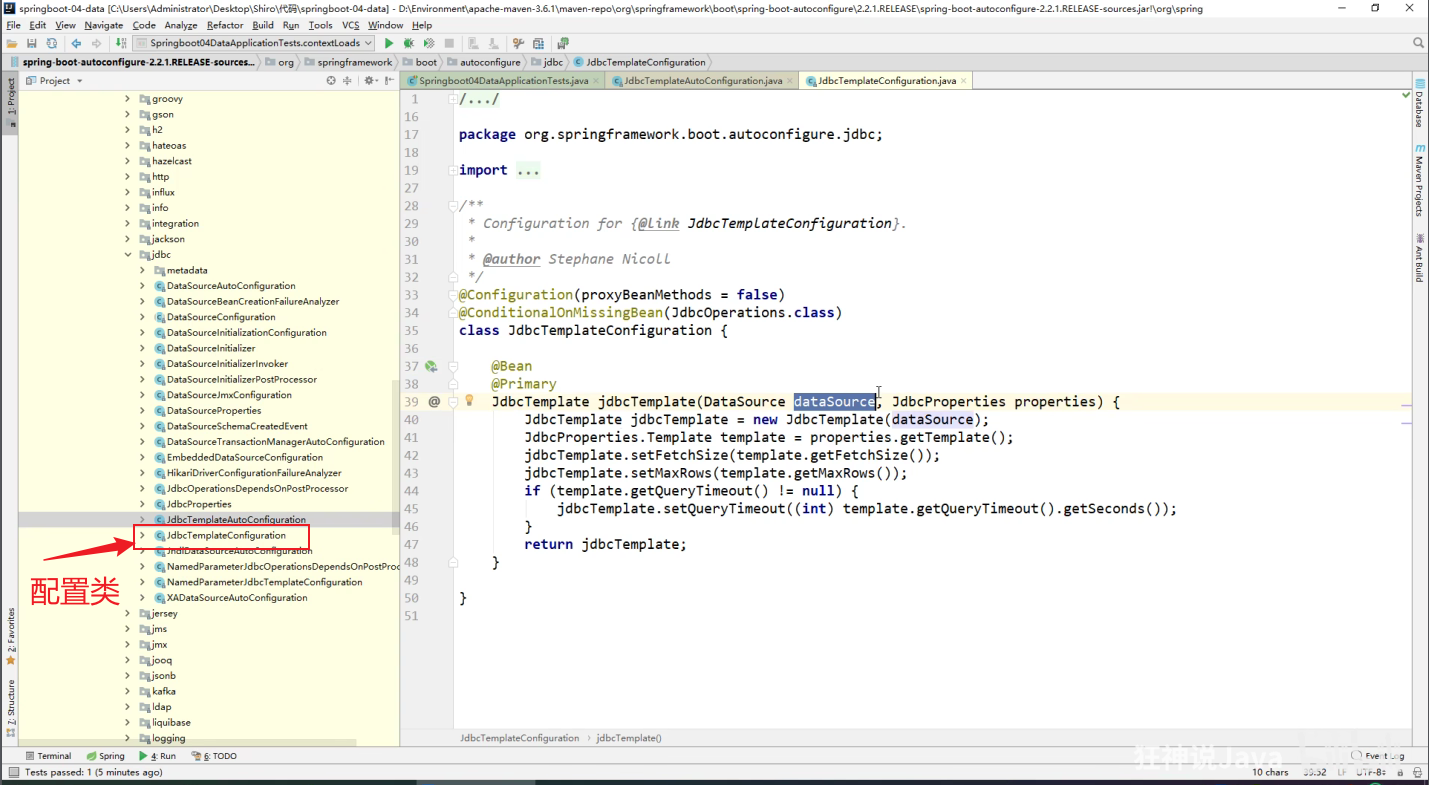 springboot-04-data [C:\Users\Administrator\Desktop\Shiro\代码\springboot-04-data] - D:\Environment\apache-maven-3.6.1\maven-repo\org\springframework\boot\spring-boot-autoconfigure\2.2.1.RELEASE\spring-boot-autoconfigure-2.2.1.RELEASE-sources.jar!\org\spring
File Edit View Navigate Code Analyze Refactor Build Run Tools VCS Window Help
Springboot04DataApplicationTests.contextLoads
spring-boot-autoconfigure-2.2.1.RELEASE-sources... org springframework boot autoconfigure jdbc JdbcTemplateConfiguration
Project
Springboot04DataApplicationTests.java JdbcTemplateAutoConfiguration.java JdbcTemplateConfiguration.java
1: Project
2: Favorites
7: Structure
groovy
gson
h2
hateoas
hazelcast
http
influx
info
integration
jackson
jdbc
metadata
DataSourceAutoConfiguration
DataSourceBeanCreationFailureAnalyzer
DataSourceConfiguration
DataSourceInitializationConfiguration
DataSourceInitializer
DataSourceInitializerInvoker
DataSourceInitializerPostProcessor
DataSourceJmxConfiguration
DataSourceProperties
DataSourceSchemaCreatedEvent
DataSourceTransactionManagerAutoConfiguration
EmbeddedDataSourceConfiguration
HikariDriverConfigurationFailureAnalyzer
JdbcOperationsDependsOnPostProcessor
JdbcProperties
JdbcTemplateAutoConfiguration
JdbcTemplateConfiguration
JndiDataSourceAutoConfiguration
NamedParameterJdbcOperationsDependsOnPostProc
NamedParameterJdbcTemplateConfiguration
XADataSourceAutoConfiguration
配置类
jersey
jms
jmx
jooq
jsonb
kafka
ldap
liquibase
logging
1 /.../
16
17 package org.springframework.boot.autoconfigure.jdbc;
18
19 import ...
27
28 /**
29 * Configuration for {@link JdbcTemplateConfiguration}.
30 *
31 * @author Stephane Nicoll
32 */
33 @Configuration(proxyBeanMethods = false)
34 @ConditionalOnMissingBean(JdbcOperations.class)
35 class JdbcTemplateConfiguration {
36
37 @Bean
38 @Primary
39 @ JdbcTemplate jdbcTemplate(DataSource dataSource, JdbcProperties properties) {
40 JdbcTemplate jdbcTemplate = new JdbcTemplate(dataSource);
41 JdbcProperties.Template template = properties.getTemplate();
42 jdbcTemplate.setFetchSize(template.getFetchSize());
43 jdbcTemplate.setMaxRows(template.getMaxRows());
44 if (template.getQueryTimeout() != null) {
45 jdbcTemplate.setQueryTimeout((int) template.getQueryTimeout().getSeconds());
46 }
47 return jdbcTemplate;
48 }
49
50 }
51
Database
Maven Projects
Ant Build
JdbcTemplateConfiguration jdbcTemplate()
Terminal Spring 4: Run 6: TODO
狂神说Java
Event Log
Tests passed: 1 (5 minutes ago)
10 chars 39:52 LF UTF-8